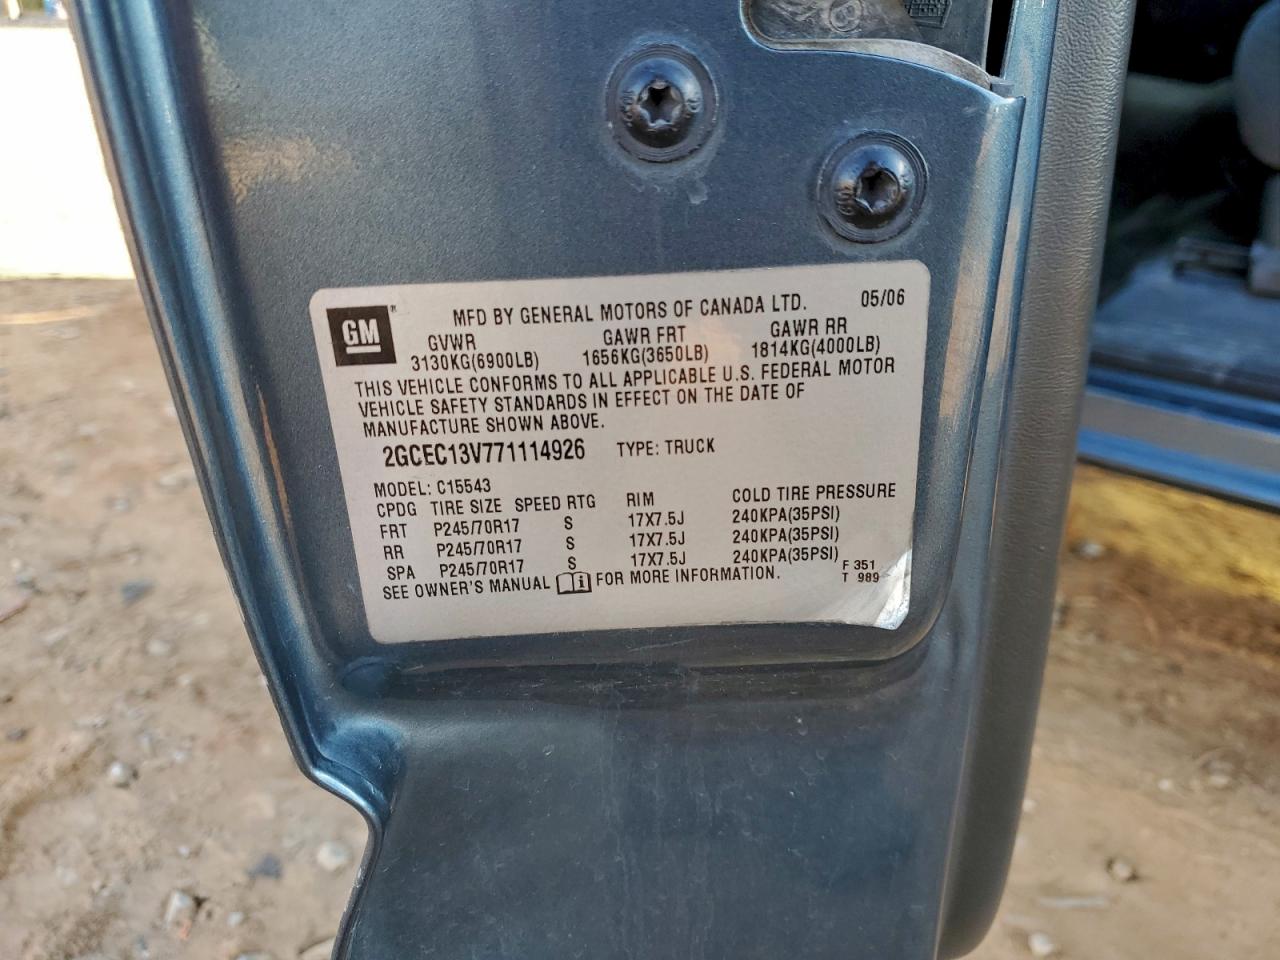 GM
MFD BY GENERAL MOTORS OF CANADA LTD. 05/06
GVWR GAWR FRT GAWR RR
3130KG(6900LB) 1656KG(3650LB) 1814KG(4000LB)
THIS VEHICLE CONFORMS TO ALL APPLICABLE U.S. FEDERAL MOTOR
VEHICLE SAFETY STANDARDS IN EFFECT ON THE DATE OF
MANUFACTURE SHOWN ABOVE.
2GCEC13V771114926 TYPE: TRUCK
MODEL: C15543
CPDG TIRE SIZE SPEED RTG RIM COLD TIRE PRESSURE
FRT P245/70R17 S 17X7.5J 240KPA(35PSI)
RR P245/70R17 S 17X7.5J 240KPA(35PSI)
SPA P245/70R17 S 17X7.5J 240KPA(35PSI)
SEE OWNER'S MANUAL FOR MORE INFORMATION.
F 351
T 989